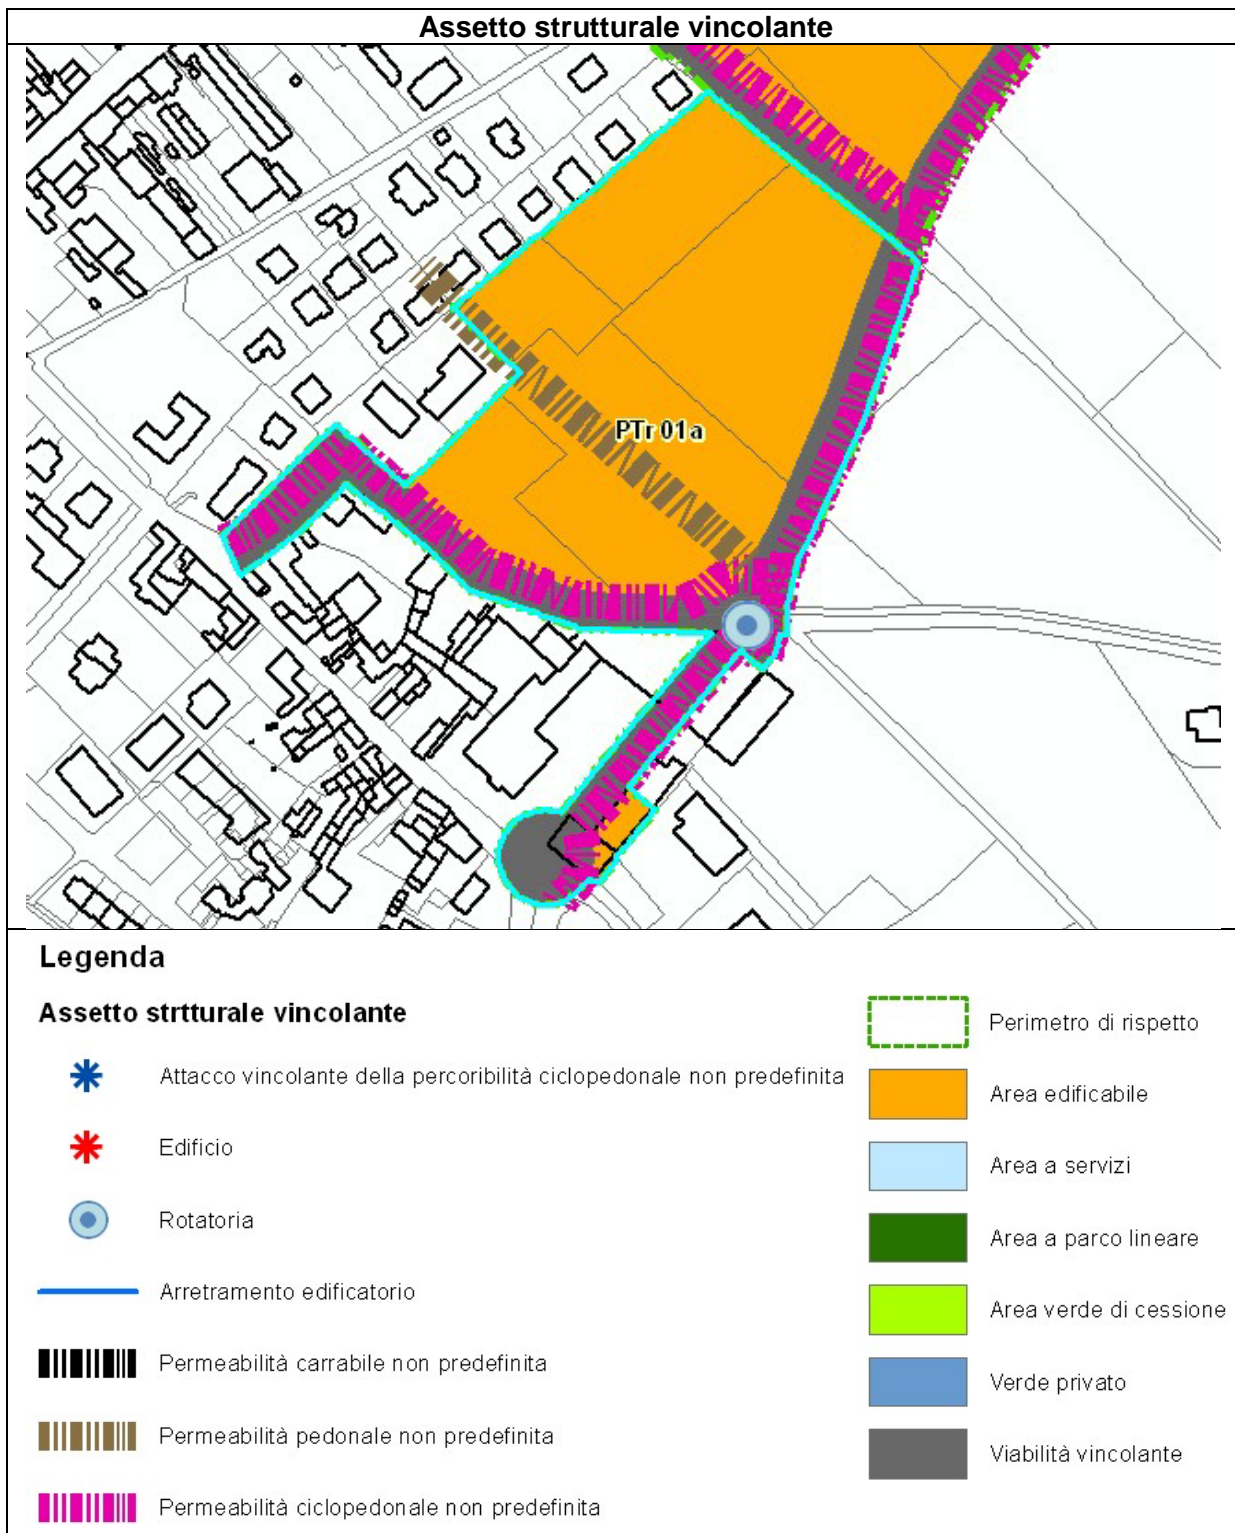 Assetto strutturale vincolante
PTr 01a
Legenda
Assetto strtturale vincolante
Attacco vincolante della percoribilità ciclopedonale non predefinita
Edificio
Rotatoria
Arretramento edificatorio
Permeabilità carrabile non predefinita
Permeabilità pedonale non predefinita
Permeabilità ciclopedonale non predefinita
Perimetro di rispetto
Area edificabile
Area a servizi
Area a parco lineare
Area verde di cessione
Verde privato
Viabilità vincolante